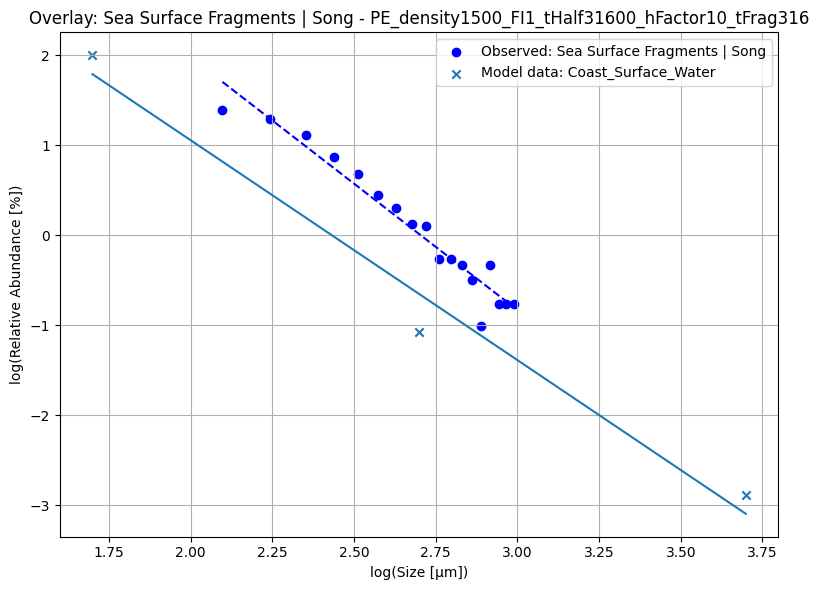 Overlay: Sea Surface Fragments | Song - PE_density1500_FI1_tHalf31600_hFactor10_tFrag316
Observed: Sea Surface Fragments | Song
Model data: Coast_Surface_Water
log(Relative Abundance [%])
2
1
0
−1
−2
−3
1.75 2.00 2.25 2.50 2.75 3.00 3.25 3.50 3.75
log(Size [μm])